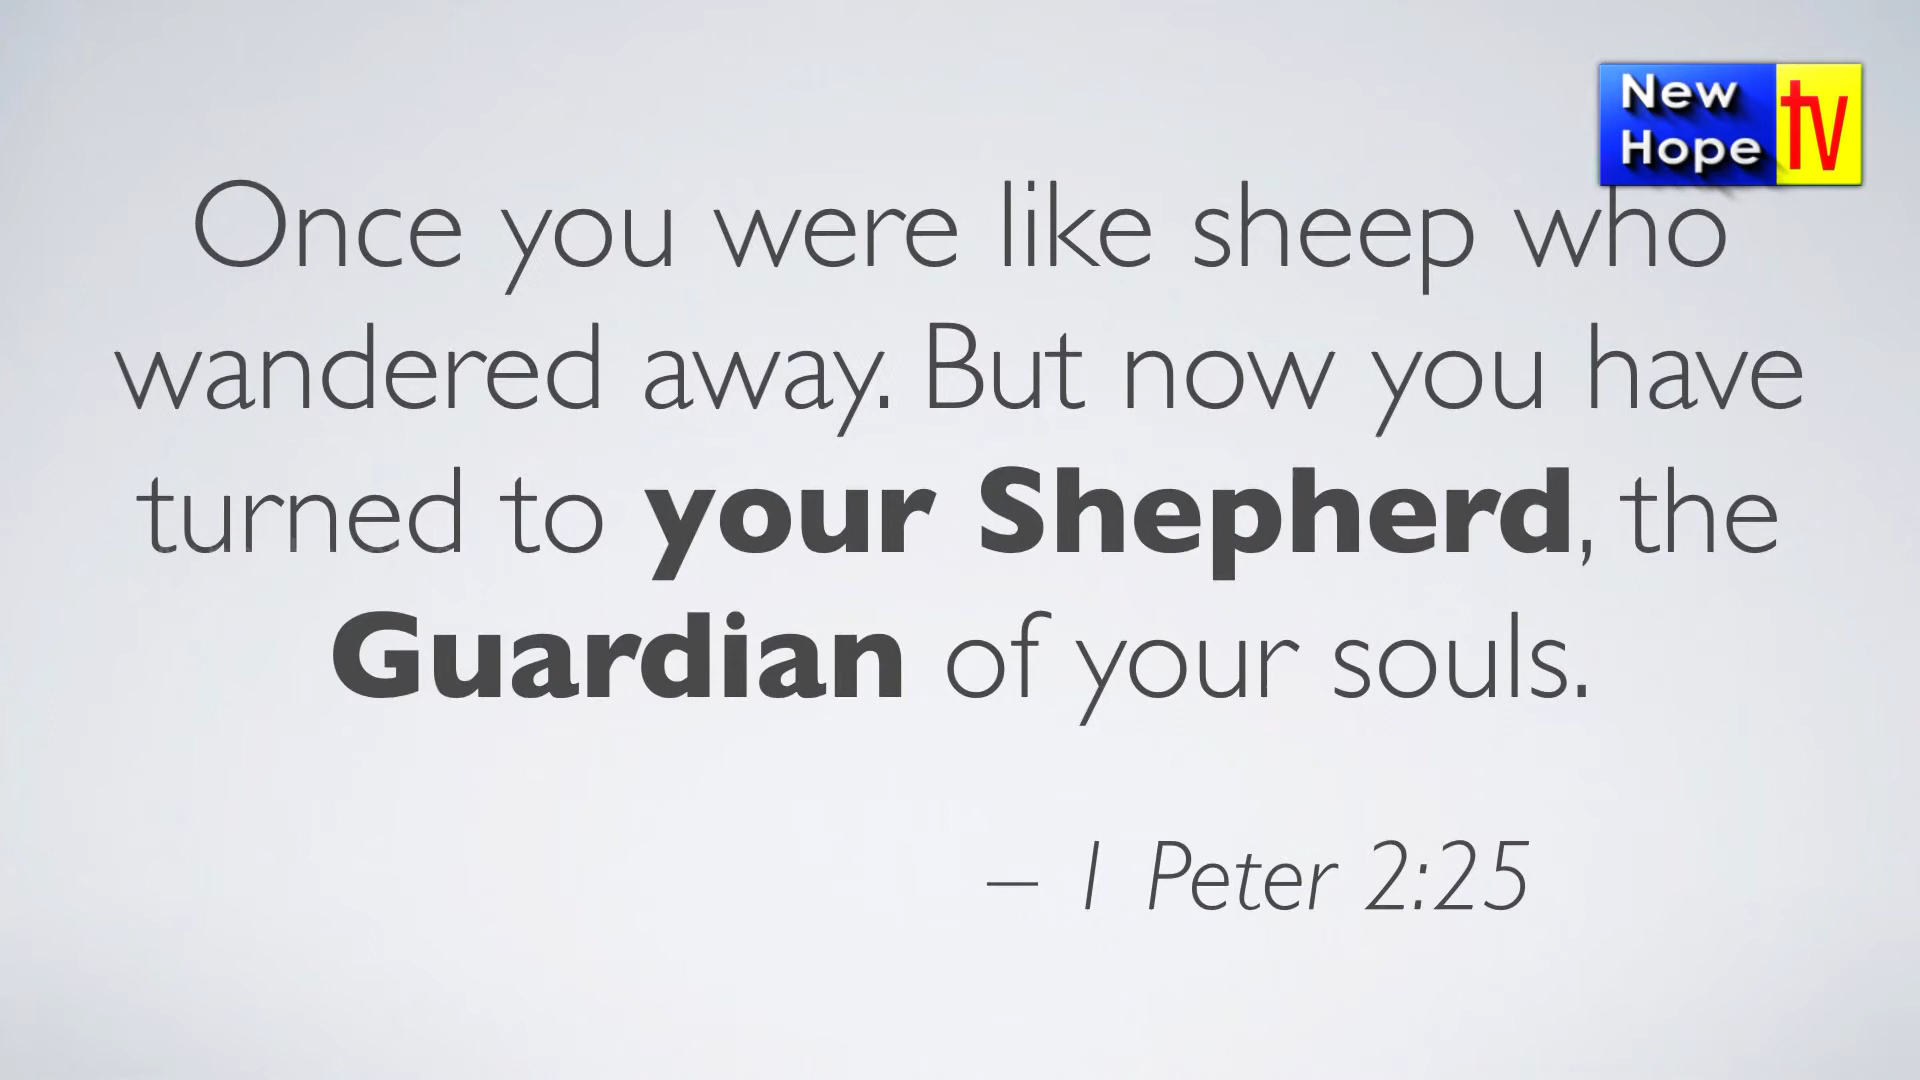 New
Hope
tv
Once you were like sheep who
wandered away. But now you have
turned to your Shepherd, the
Guardian of your souls.
– 1 Peter 2:25